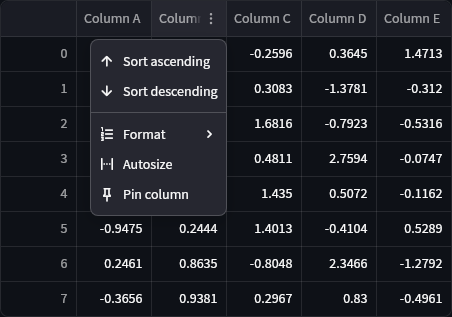 Column A Colum Column C Column D Column E
0 -0.2596 0.3645 1.4713
Sort ascending
1 0.3083 -1.3781 -0.312
Sort descending
2 1.6816 -0.7923 -0.5316
Format
3 0.4811 2.7594 -0.0747
Autosize
4 1.435 0.5072 -0.1162
Pin column
5 -0.9475 0.2444 1.4013 -0.4104 0.5289
6 0.2461 0.8635 -0.8048 2.3466 -1.2792
7 -0.3656 0.9381 0.2967 0.83 -0.4961